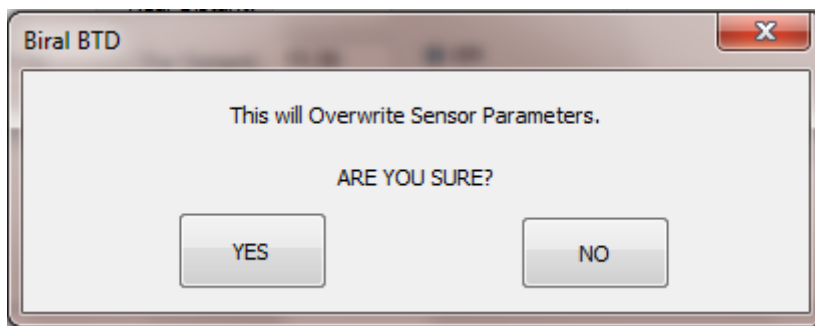 Biral BTD
This will Overwrite Sensor Parameters.
ARE YOU SURE?
YES
NO